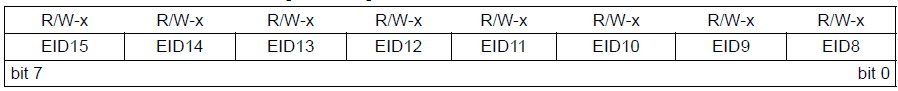 R/W-x R/W-x R/W-x R/W-x R/W-x R/W-x R/W-x R/W-x
EID15 EID14 EID13 EID12 EID11 EID10 EID9 EID8
bit 7 bit 0